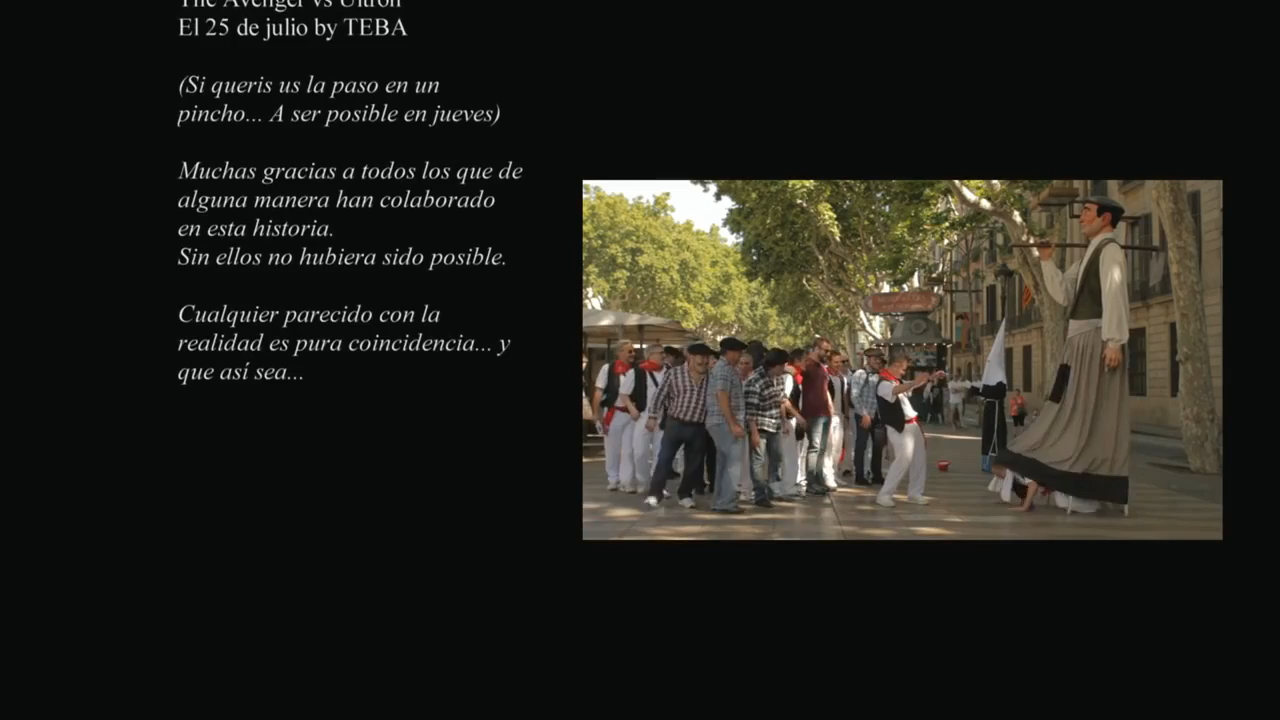 The Avenger vs Ultron
El 25 de julio by TEBA
(Si queris us la paso en un
pincho... A ser posible en jueves)
Muchas gracias a todos los que de
alguna manera han colaborado
en esta historia.
Sin ellos no hubiera sido posible.
Cualquier parecido con la
realidad es pura coincidencia... y
que así sea...